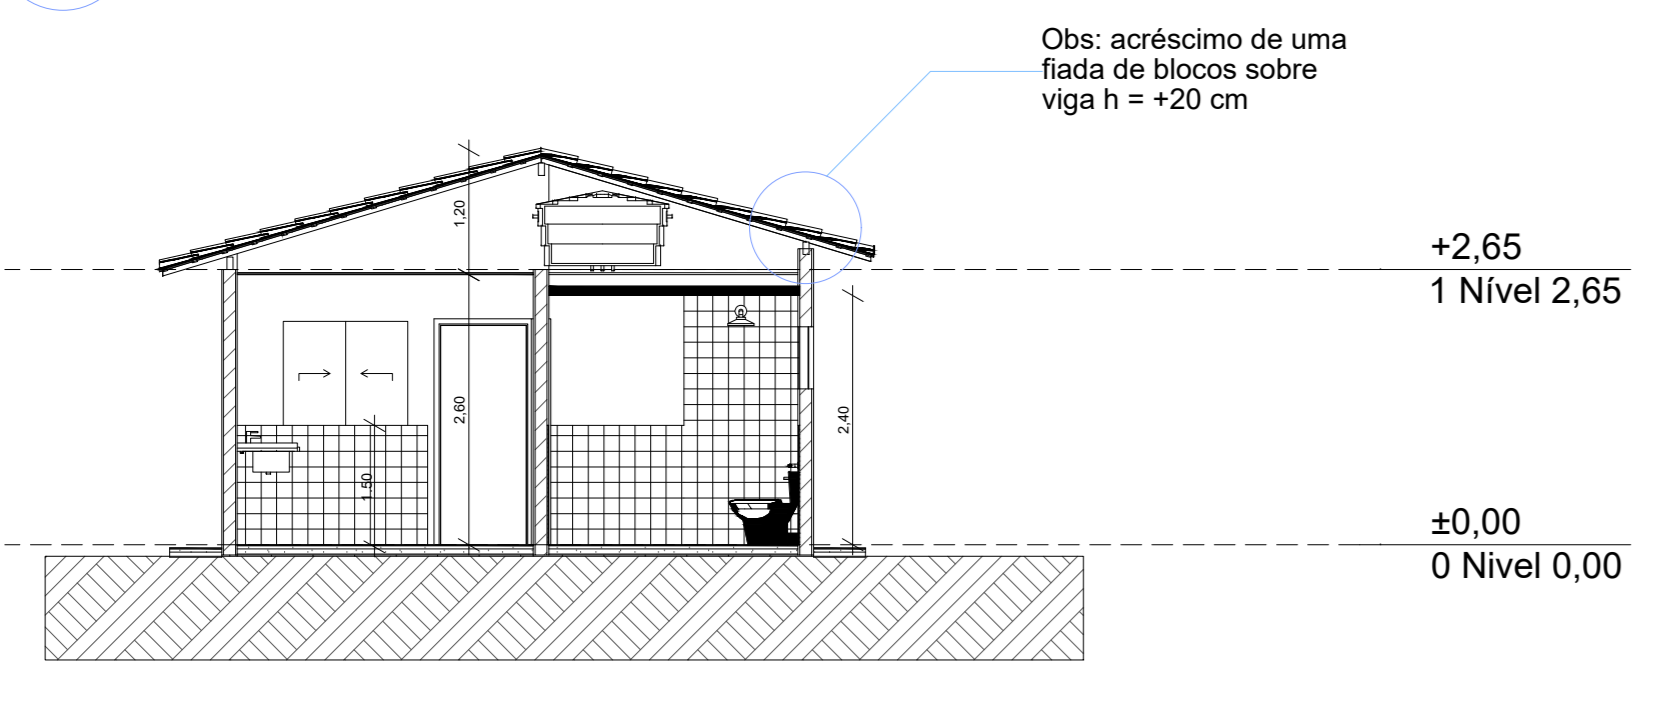 Obs: acréscimo de uma
fiada de blocos sobre
viga h = +20 cm
1,20
+2,65
1 Nível 2,65
2,60
2,40
1.50
±0,00
0 Nivel 0,00